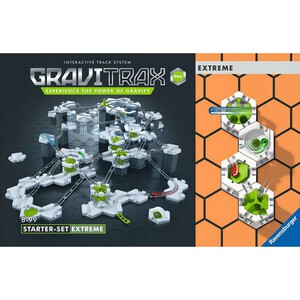 INTERACTIVE TRACK SYSTEM
GRAVITRAX PRO
EXPERIENCE THE POWER OF GRAVITY
EXTREME
8-99
STARTER-SET EXTREME
Ravensburger